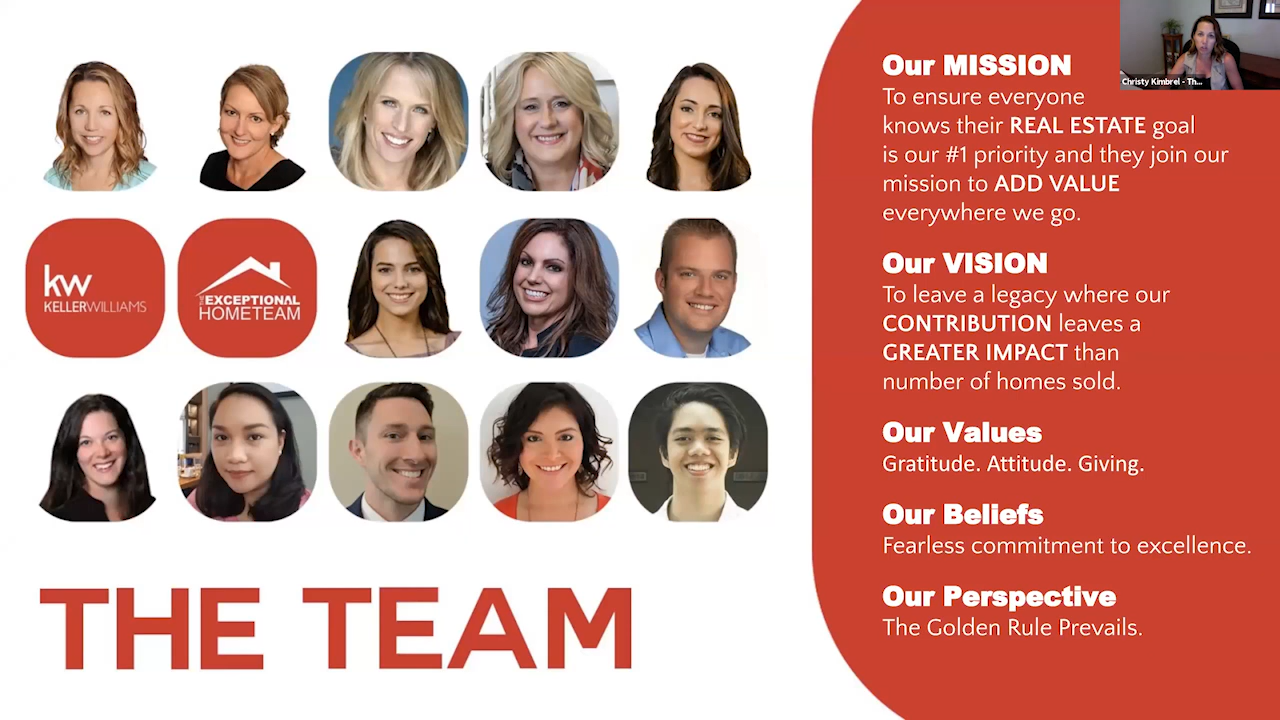 kw
KELLERWILLIAMS
THE EXCEPTIONAL
HOMETEAM
THE TEAM
Our MISSION
To ensure everyone
knows their REAL ESTATE goal
is our #1 priority and they join our
mission to ADD VALUE
everywhere we go.
Our VISION
To leave a legacy where our
CONTRIBUTION leaves a
GREATER IMPACT than
number of homes sold.
Our Values
Gratitude. Attitude. Giving.
Our Beliefs
Fearless commitment to excellence.
Our Perspective
The Golden Rule Prevails.
Christy Kimbrel - Th...